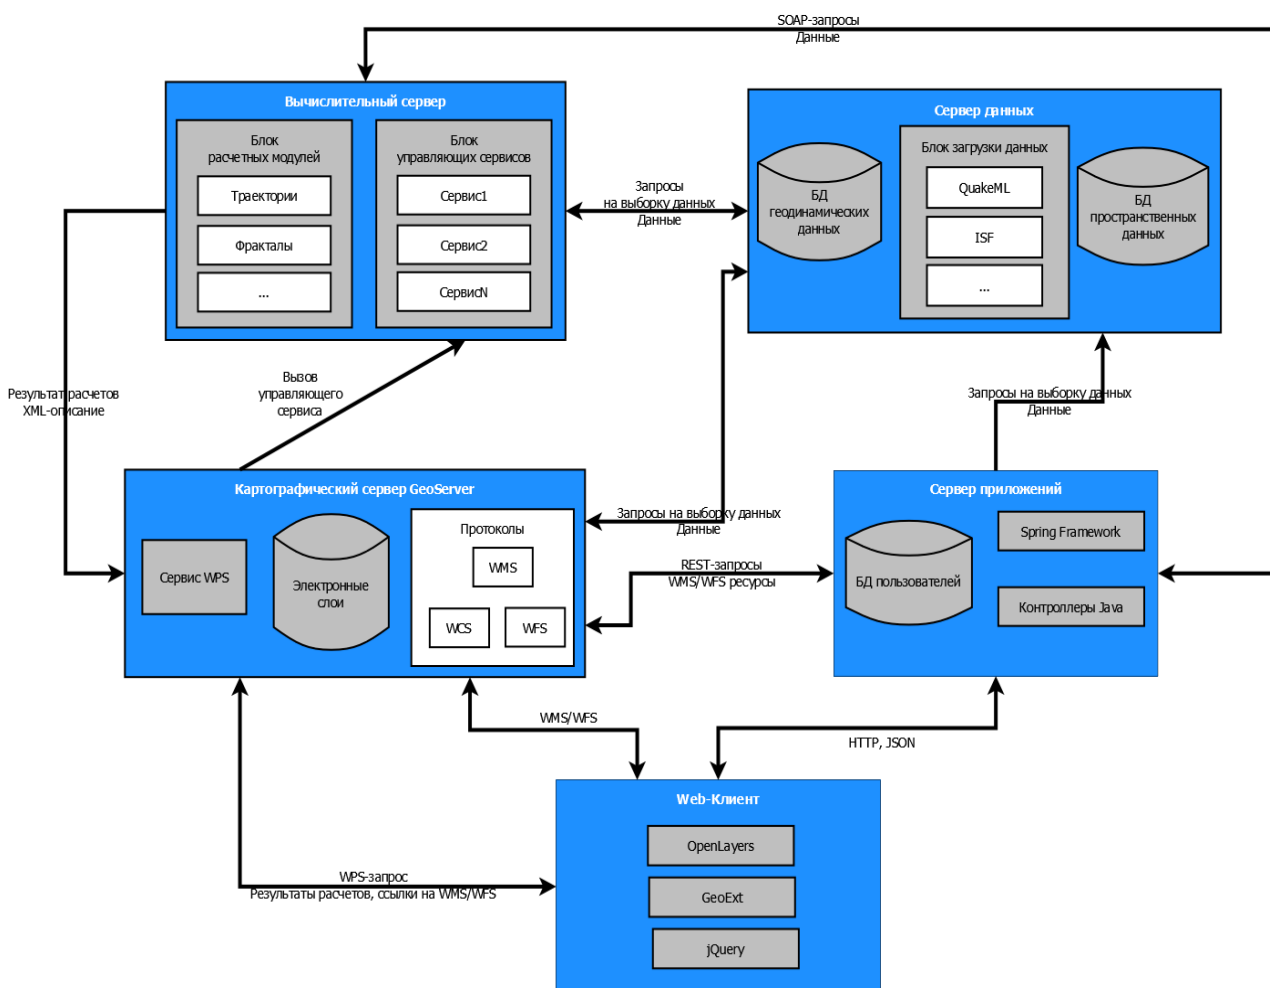 SOAP-запросы
Данные
Вычислительный сервер
Блок
расчетных модулей
Траектории
Фракталы
...
Блок
управляющих сервисов
Сервис1
Сервис2
СервисN
Запросы
на выборку данных
Данные
Сервер данных
БД
геодинамических
данных
Блок загрузки данных
QuakeML
ISF
...
БД
пространственных
данных
Результат расчетов
XML-описание
Вызов
управляющего
сервиса
Запросы на выборку данных
Данные
Картографический сервер GeoServer
Сервис WPS
Электронные
слои
Протоколы
WMS
WCS
WFS
Запросы на выборку данных
Данные
REST-запросы
WMS/WFS ресурсы
Сервер приложений
БД пользователей
Spring Framework
Контроллеры Java
WMS/WFS
HTTP, JSON
Web-Клиент
OpenLayers
GeoExt
jQuery
WPS-запрос
Результаты расчетов, ссылки на WMS/WFS